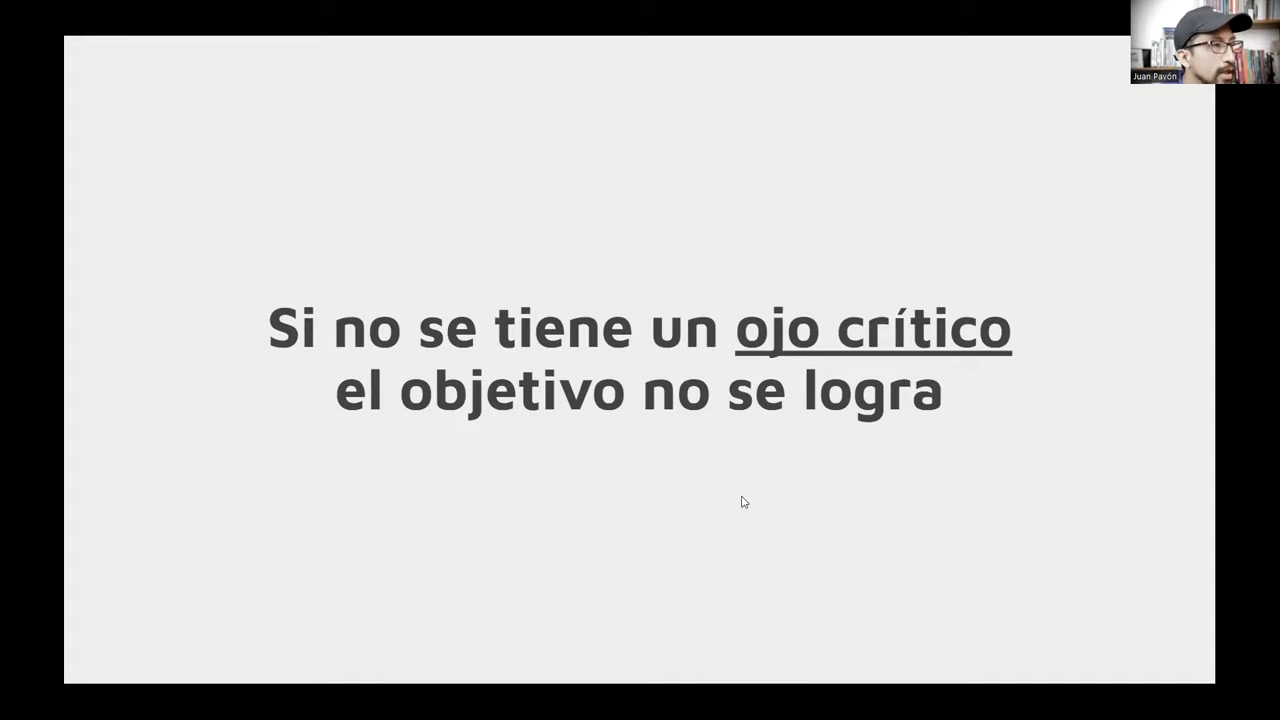 Juan Pavón
Si no se tiene un ojo crítico
el objetivo no se logra